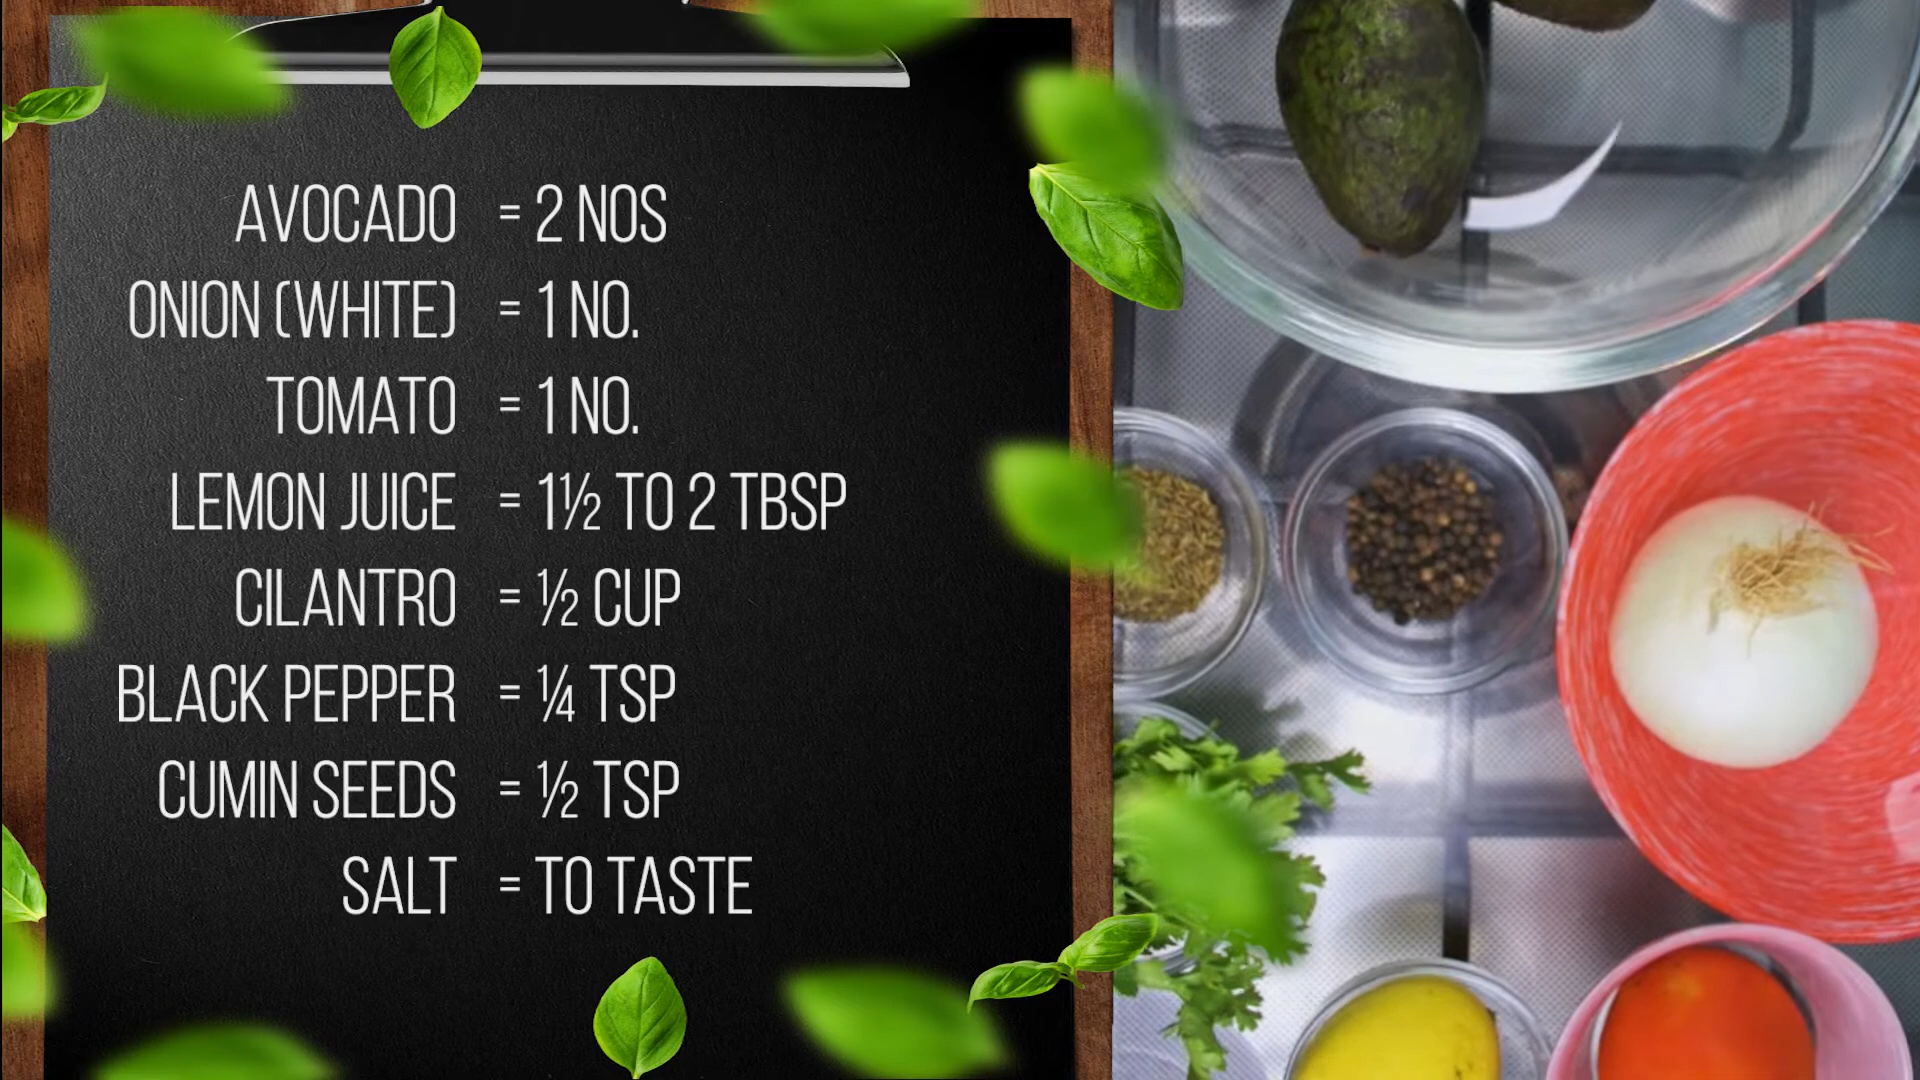 AVOCADO = 2 NOS
ONION (WHITE) = 1 NO.
TOMATO = 1 NO.
LEMON JUICE = 1½ TO 2 TBSP
CILANTRO = ½ CUP
BLACK PEPPER = ¼ TSP
CUMIN SEEDS = ½ TSP
SALT = TO TASTE